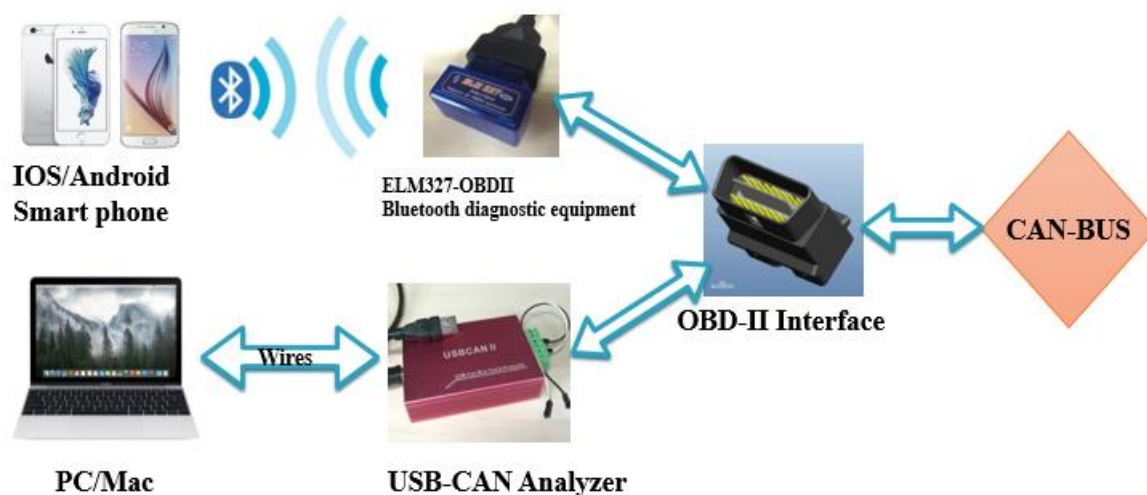 IOS/Android
Smart phone
ELM327-OBDII
Bluetooth diagnostic equipment
CAN-BUS
OBD-II Interface
Wires
USBCAN II
PC/Mac
USB-CAN Analyzer